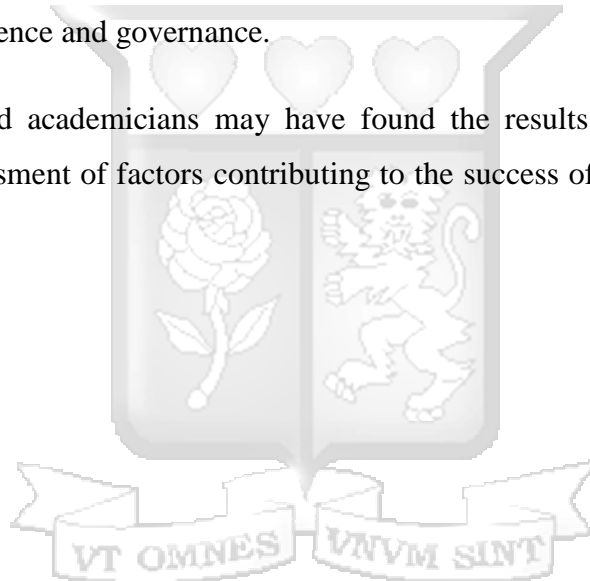 ence and governance.
d academicians may have found the results
sment of factors contributing to the success of
VT OMNES VNVM SINT